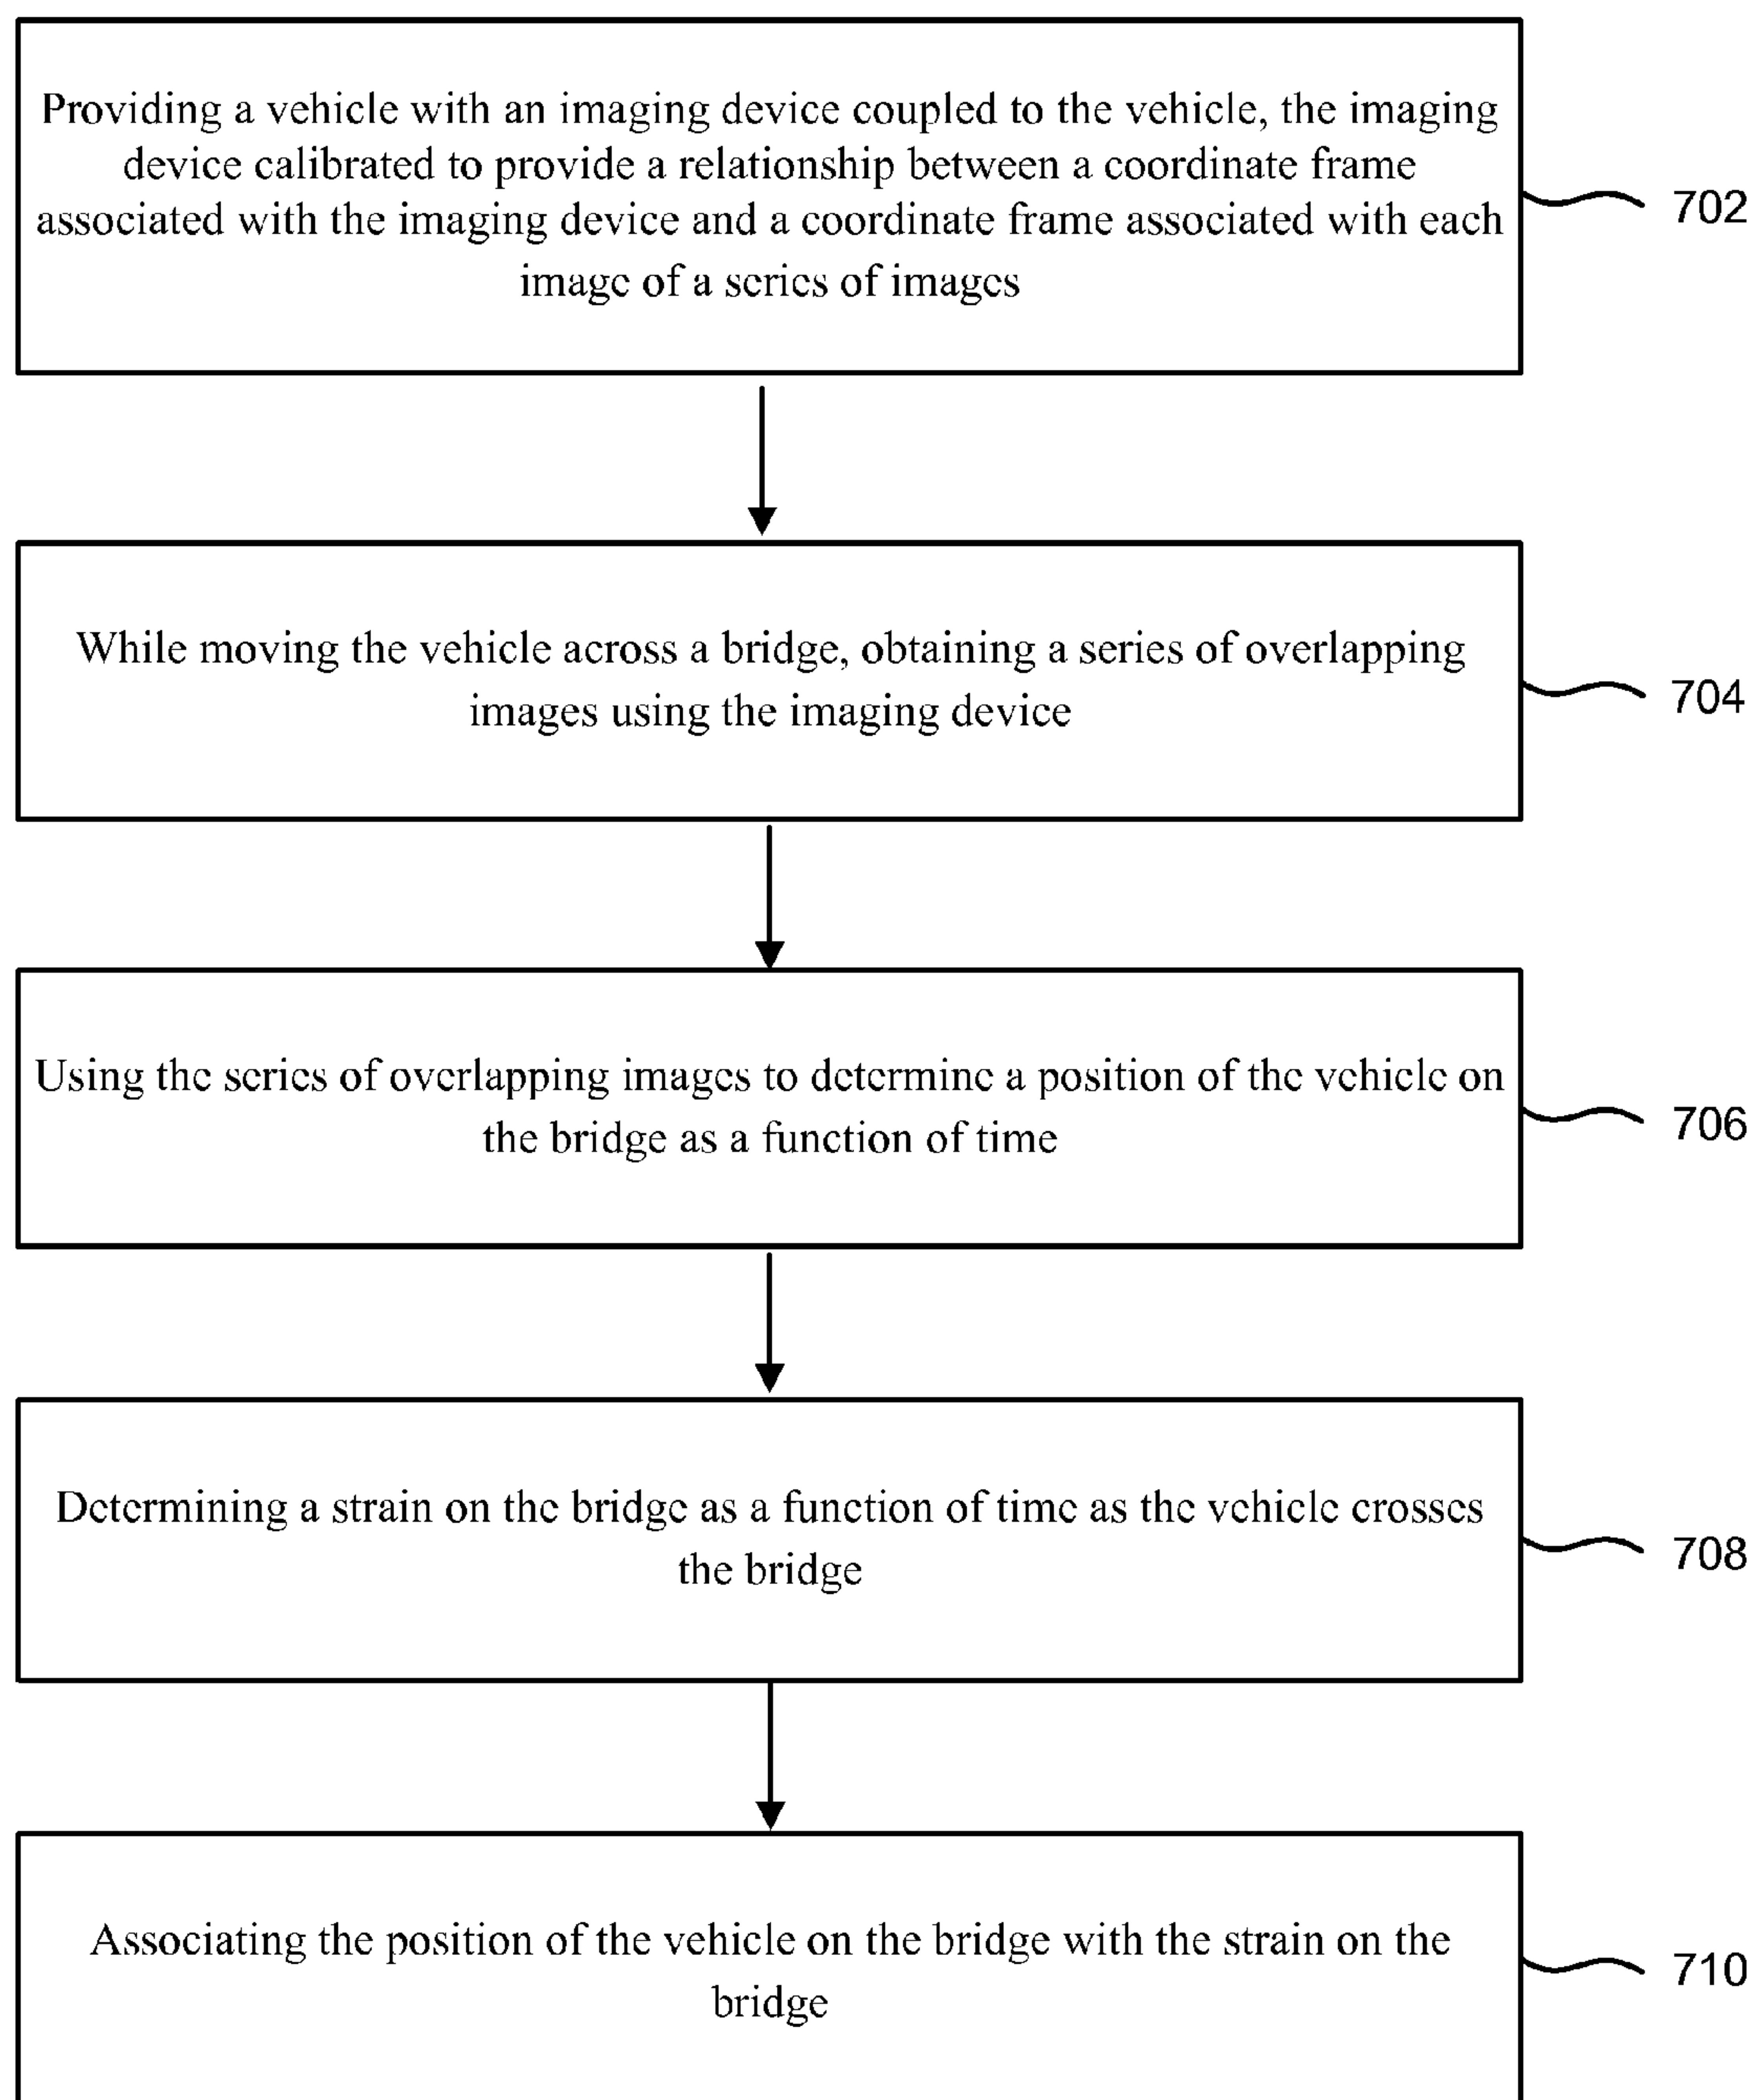 Providing a vehicle with an imaging device coupled to the vehicle, the imaging
device calibrated to provide a relationship between a coordinate frame
associated with the imaging device and a coordinate frame associated with each
image of a series of images
702
While moving the vehicle across a bridge, obtaining a series of overlapping
images using the imaging device
704
Using the series of overlapping images to determine a position of the vehicle on
the bridge as a function of time
706
Determining a strain on the bridge as a function of time as the vehicle crosses
the bridge
708
Associating the position of the vehicle on the bridge with the strain on the
bridge
710